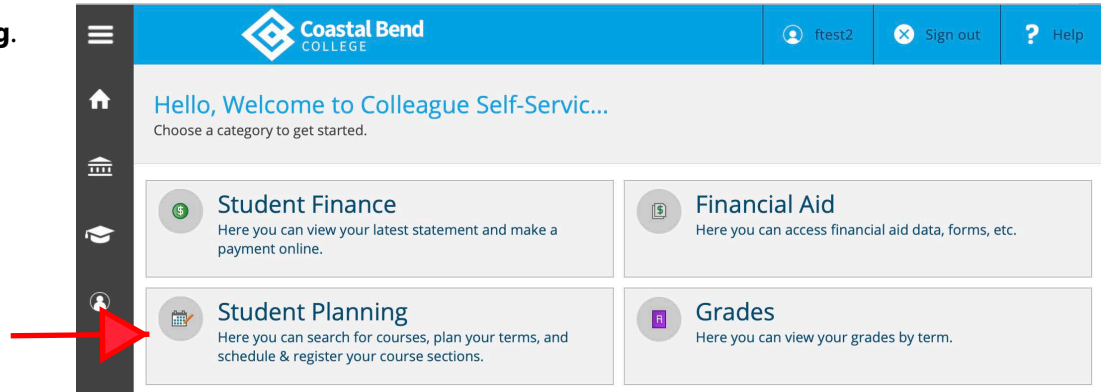 g.
Coastal Bend
COLLEGE
ftest2
Sign out
? Help
Hello, Welcome to Colleague Self-Servic...
Choose a category to get started.
Student Finance
Here you can view your latest statement and make a
payment online.
Financial Aid
Here you can access financial aid data, forms, etc.
Student Planning
Here you can search for courses, plan your terms, and
schedule & register your course sections.
Grades
Here you can view your grades by term.